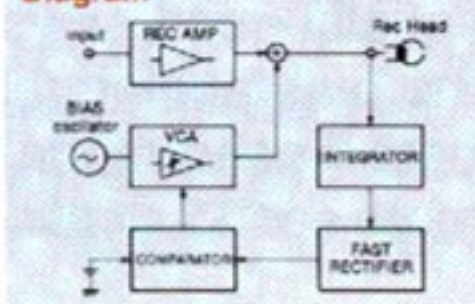 Diagram
input
REC AMP
Rec Head
BIAS
oscillator
VCA
INTEGRATOR
COMPARATOR
FAST
RECTIFIER